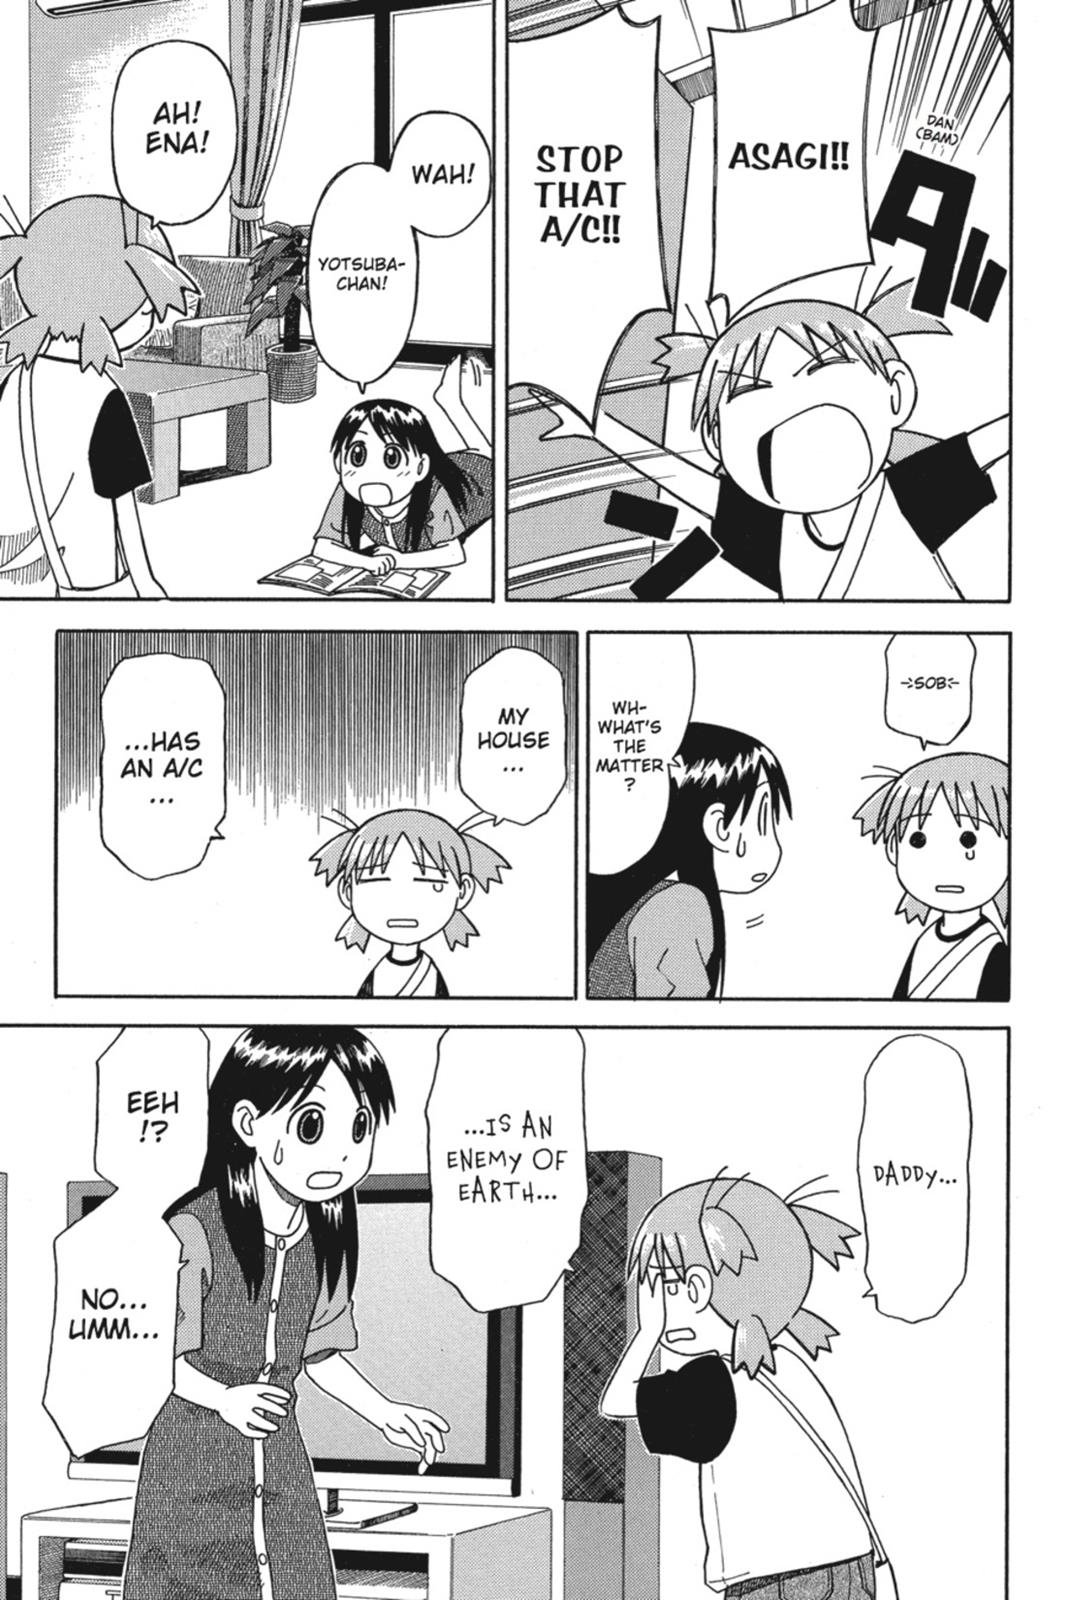 DAN
(BAM)
ASAGI!!
STOP
THAT
A/C!!
AH!
ENA!
WAH!
YOTSUBA-
CHAN!
SOB
WH-
WHAT'S
THE
MATTER
?
MY
HOUSE
...
...HAS
AN A/C
...
DADDY...
...IS AN
ENEMY OF
EARTH...
EEH
!?
NO...
UMM...